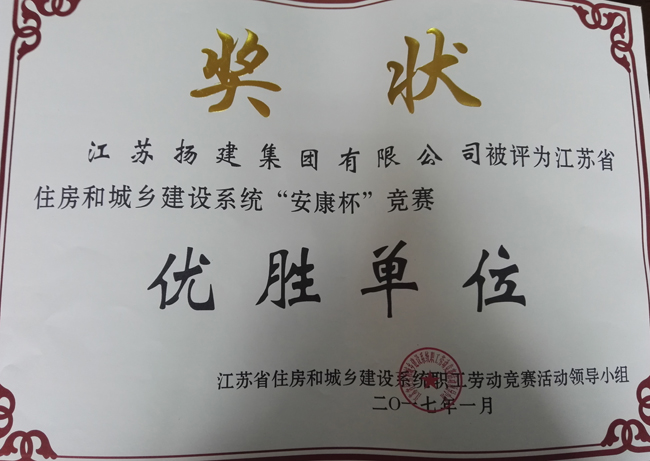 奖 状
江苏扬建集团有限公司被评为江苏省
住房和城乡建设系统“安康杯”竞赛
优胜单位
江苏省住房和城乡建设系统职工劳动竞赛活动领导小组
二〇一七年一月